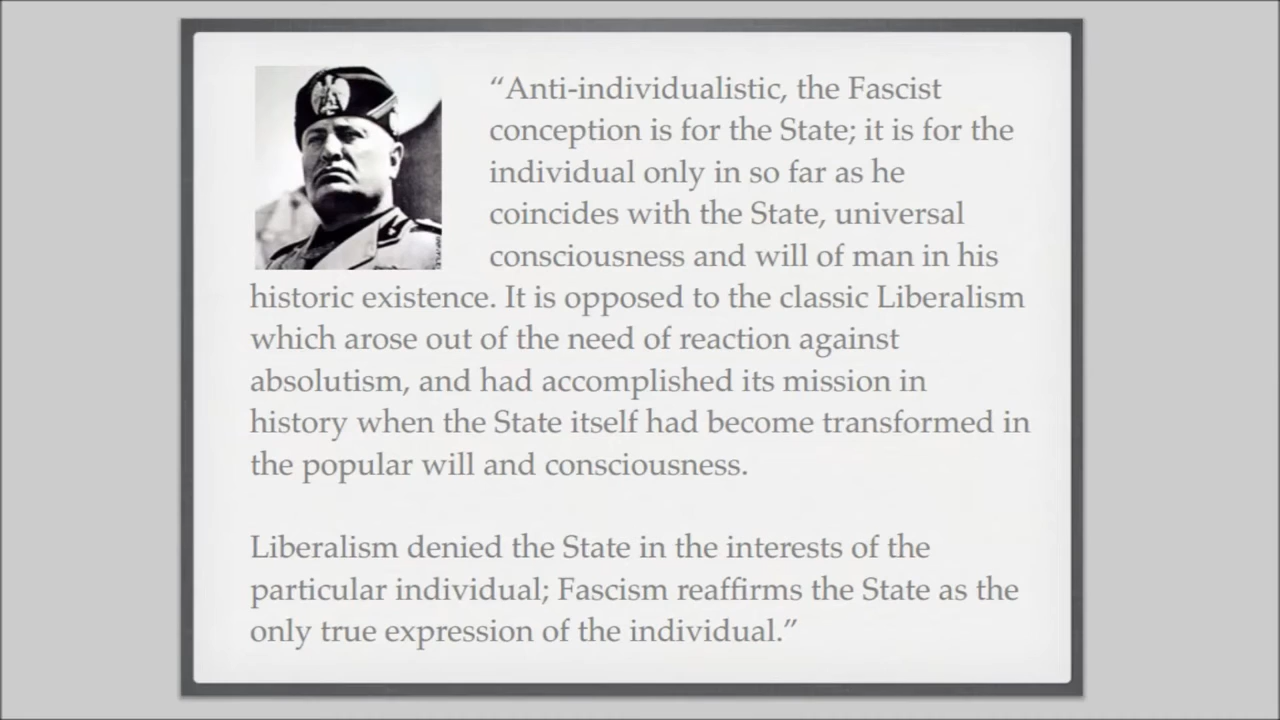 “Anti-individualistic, the Fascist
conception is for the State; it is for the
individual only in so far as he
coincides with the State, universal
consciousness and will of man in his
historic existence. It is opposed to the classic Liberalism
which arose out of the need of reaction against
absolutism, and had accomplished its mission in
history when the State itself had become transformed in
the popular will and consciousness.
Liberalism denied the State in the interests of the
particular individual; Fascism reaffirms the State as the
only true expression of the individual.”